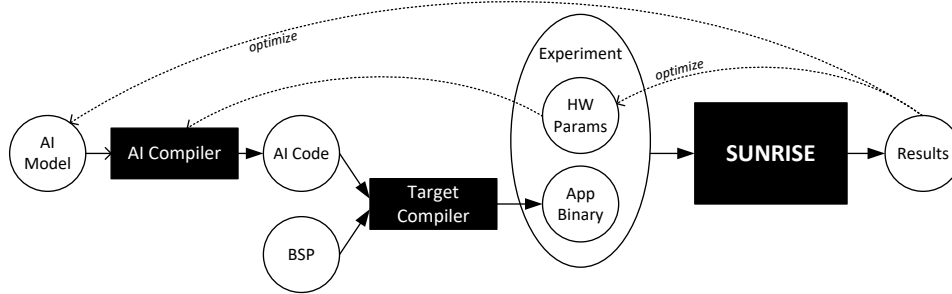 optimize
Experiment
optimize
HW
Params
AI
Model
AI Compiler
AI Code
SUNRISE
Results
Target
Compiler
App
Binary
BSP